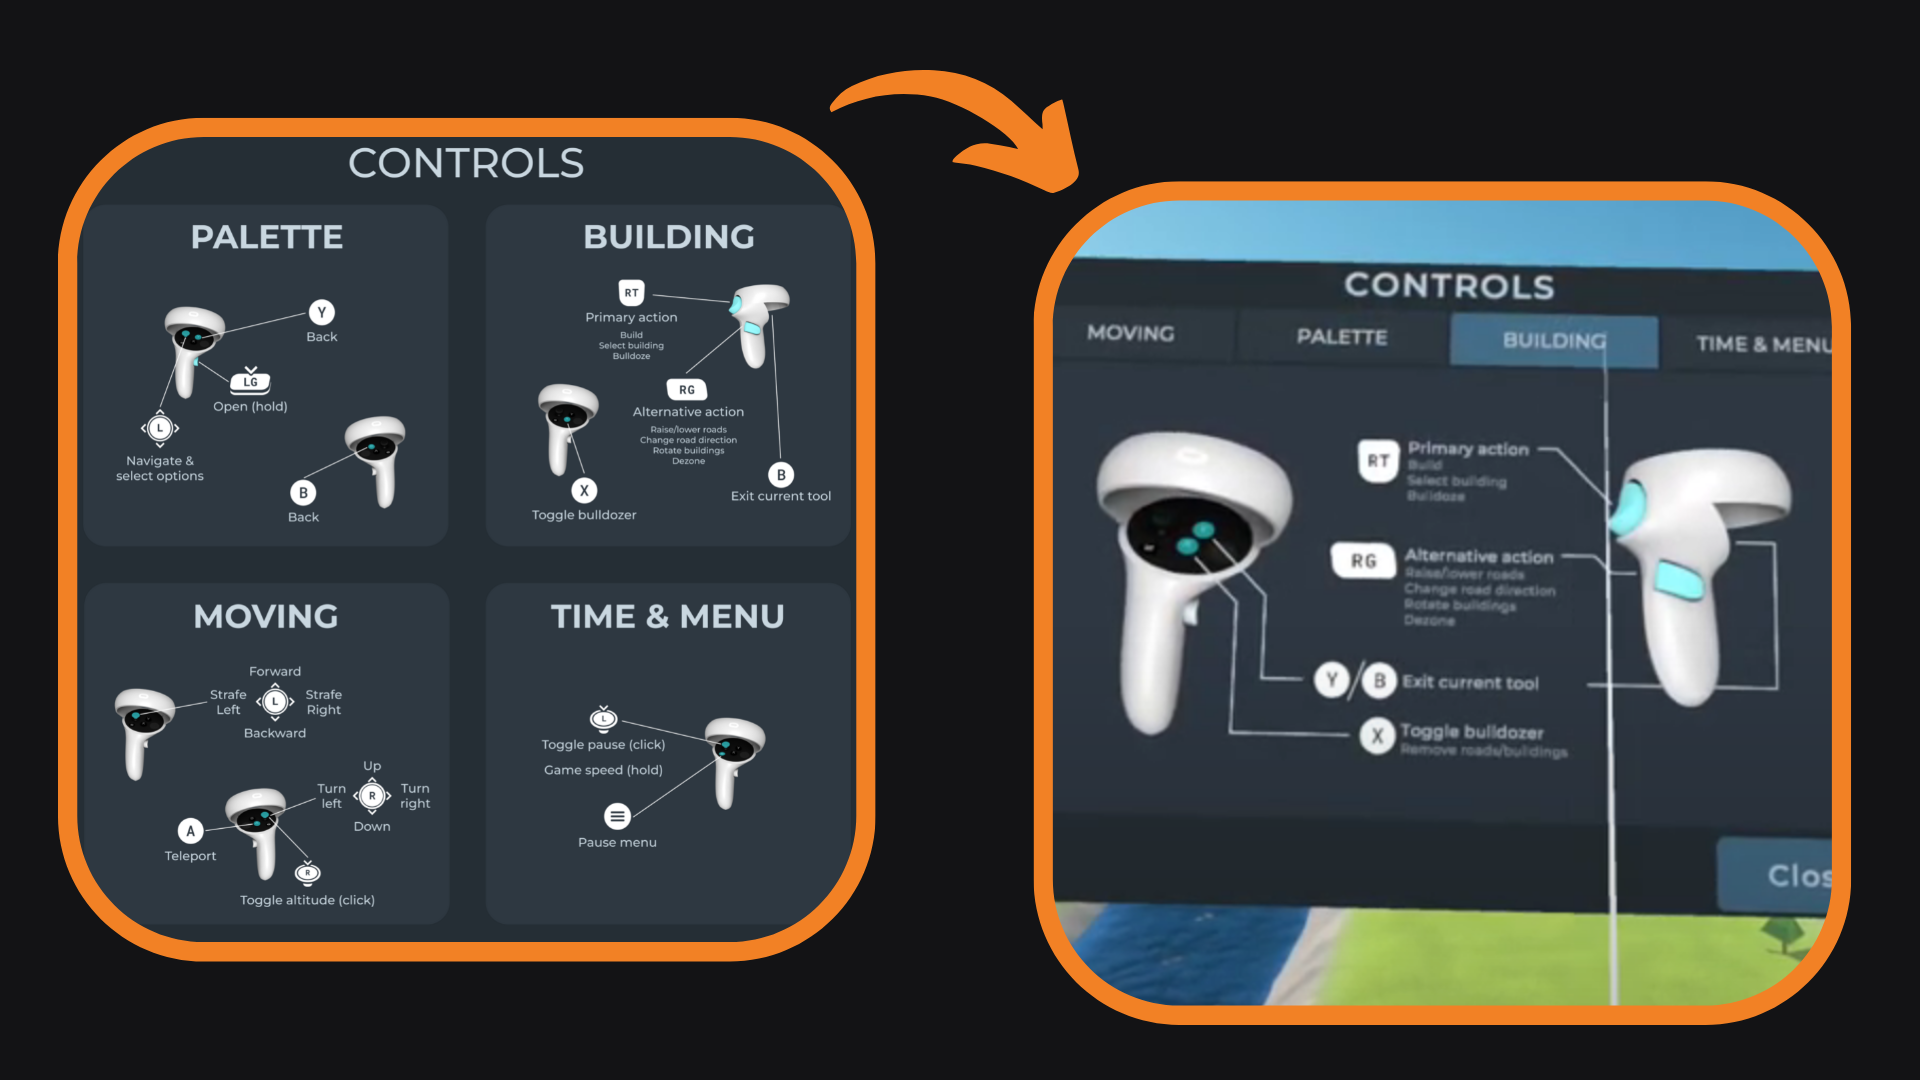 CONTROLS
PALETTE
Y
Back
LG
Open (hold)
L
Navigate &
select options
B
Back
BUILDING
RT
Primary action
Build
Select building
Bulldoze
RG
Alternative action
Raise/lower roads
Change road direction
Rotate buildings
Dezone
X
Toggle bulldozer
B
Exit current tool
MOVING
Forward
Strafe
Left
L
Strafe
Right
Backward
Up
Turn
left
R
Turn
right
Down
A
Teleport
R
Toggle altitude (click)
TIME & MENU
L
Toggle pause (click)
Game speed (hold)
Pause menu
CONTROLS
MOVING
PALETTE
BUILDING
TIME & MENU
RT
Primary action
Build
Select building
Bulldoze
RG
Alternative action
Raise/lower roads
Change road direction
Rotate buildings
Dezone
Y/B
Exit current tool
X
Toggle bulldozer
Remove roads/buildings
Clos